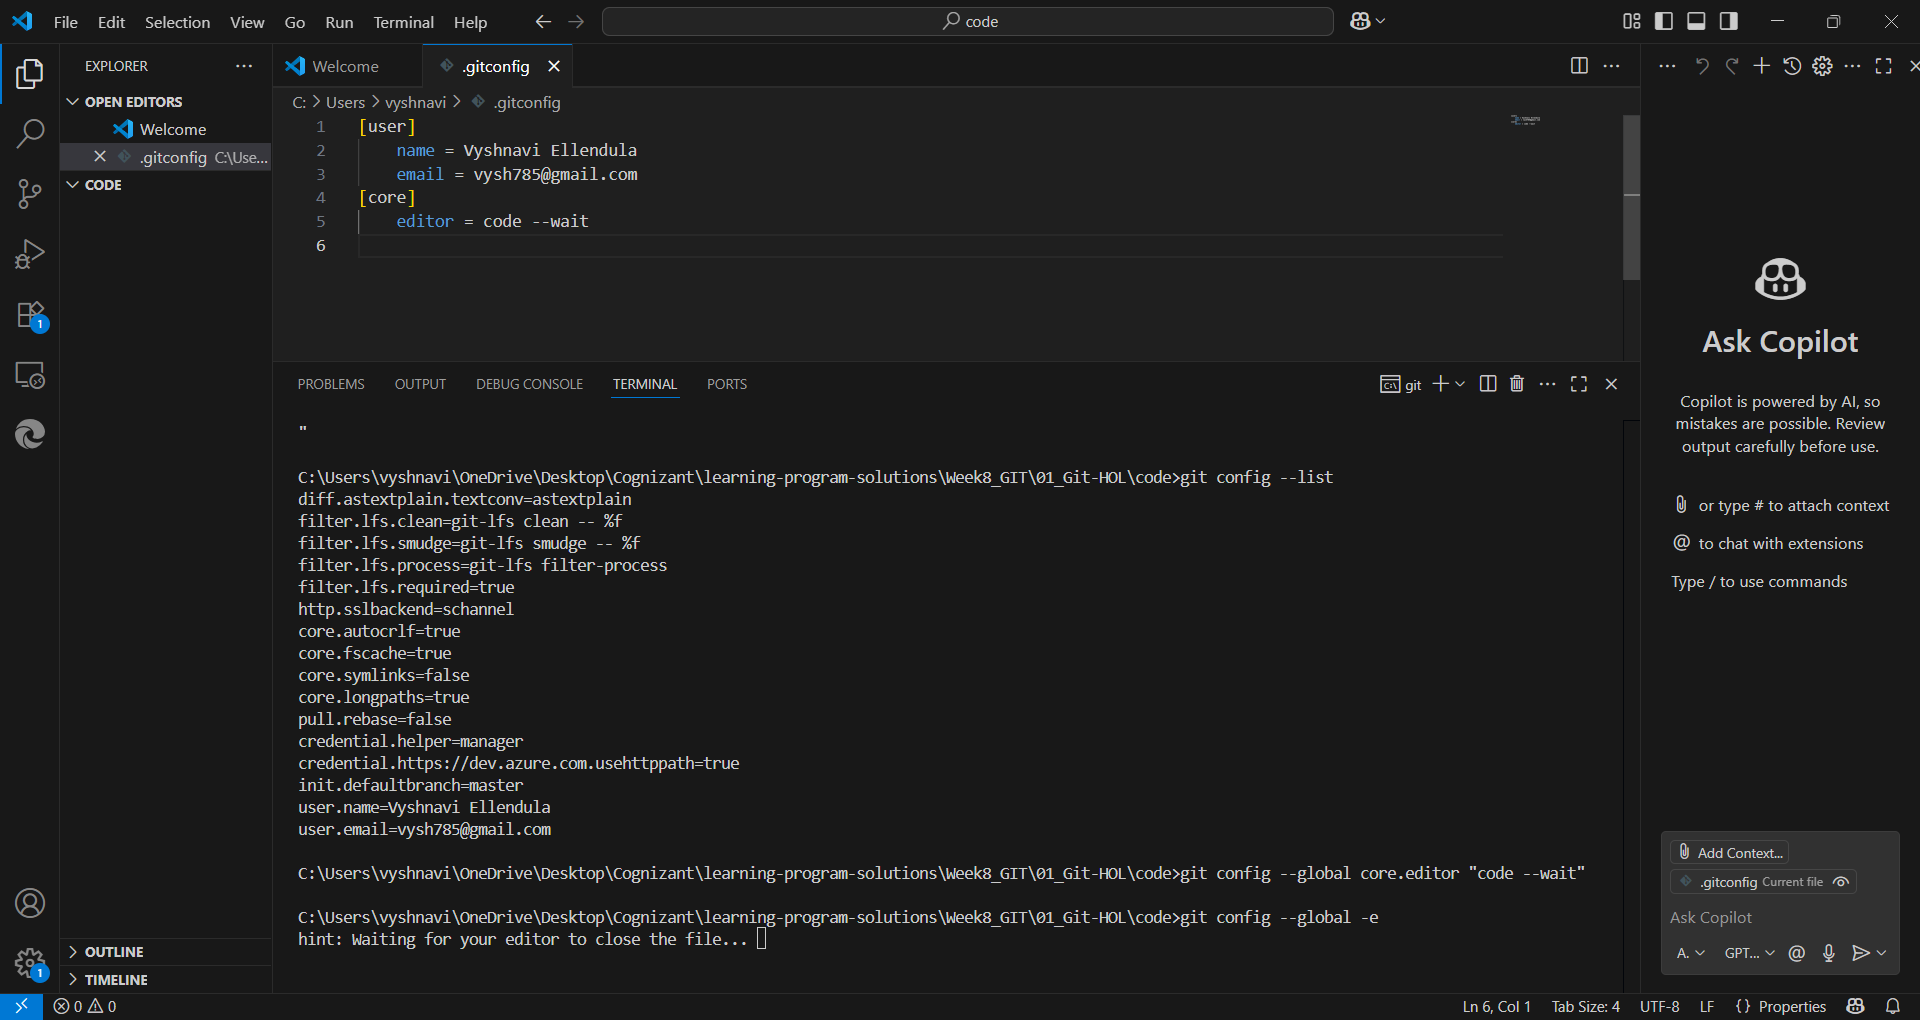 File Edit Selection View Go Run Terminal Help
code
EXPLORER
OPEN EDITORS
Welcome
.gitconfig C:\Use...
CODE
OUTLINE
TIMELINE
Welcome
.gitconfig
C: > Users > vyshnavi > .gitconfig
1 [user]
2 name = Vyshnavi Ellendula
3 email = vysh785@gmail.com
4 [core]
5 editor = code --wait
6
PROBLEMS OUTPUT DEBUG CONSOLE TERMINAL PORTS
git
"
C:\Users\vyshnavi\OneDrive\Desktop\Cognizant\learning-program-solutions\Week8_GIT\01_Git-HOL\code>git config --list
diff.astextplain.textconv=astextplain
filter.lfs.clean=git-lfs clean -- %f
filter.lfs.smudge=git-lfs smudge -- %f
filter.lfs.process=git-lfs filter-process
filter.lfs.required=true
http.sslbackend=schannel
core.autocrlf=true
core.fscache=true
core.symlinks=false
core.longpaths=true
pull.rebase=false
credential.helper=manager
credential.https://dev.azure.com.usehttppath=true
init.defaultbranch=master
user.name=Vyshnavi Ellendula
user.email=vysh785@gmail.com
C:\Users\vyshnavi\OneDrive\Desktop\Cognizant\learning-program-solutions\Week8_GIT\01_Git-HOL\code>git config --global core.editor "code --wait"
C:\Users\vyshnavi\OneDrive\Desktop\Cognizant\learning-program-solutions\Week8_GIT\01_Git-HOL\code>git config --global -e
hint: Waiting for your editor to close the file...
Ask Copilot
Copilot is powered by AI, so
mistakes are possible. Review
output carefully before use.
or type # to attach context
@ to chat with extensions
Type / to use commands
Add Context...
.gitconfig Current file
Ask Copilot
A. GPT... @
1
1
0 0
Ln 6, Col 1 Tab Size: 4 UTF-8 LF {} Properties